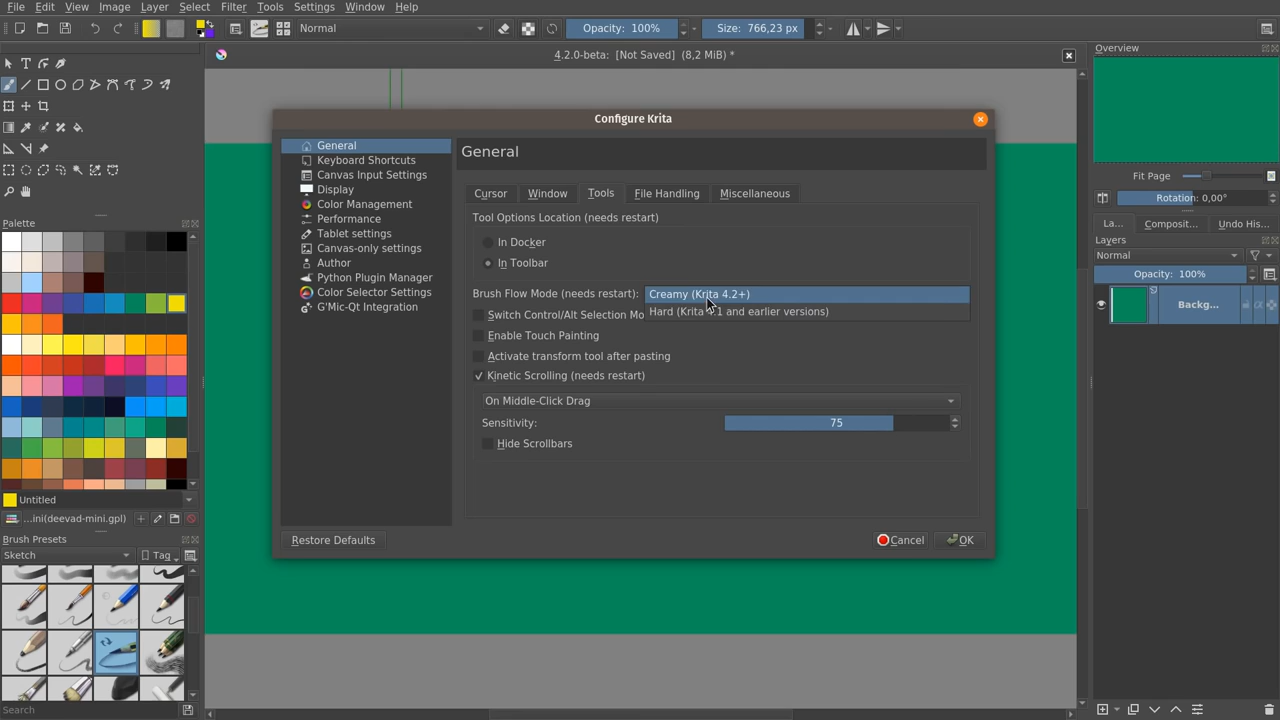 File Edit View Image Layer Select Filter Tools Settings Window Help
Normal Opacity: 100% Size: 766,23 px
4.2.0-beta: [Not Saved] (8,2 MiB) *
Overview
Fit Page
Rotation: 0,00°
La... Composit... Undo His...
Layers
Normal
Opacity: 100%
Backg...
Palette
Untitled
...ini(deevad-mini.gpl)
Brush Presets
Sketch Tag
Search
Configure Krita
General
Keyboard Shortcuts
Canvas Input Settings
Display
Color Management
Performance
Tablet settings
Canvas-only settings
Author
Python Plugin Manager
Color Selector Settings
G'Mic-Qt Integration
General
Cursor Window Tools File Handling Miscellaneous
Tool Options Location (needs restart)
In Docker
In Toolbar
Brush Flow Mode (needs restart): Creamy (Krita 4.2+)
Hard (Krita 1 and earlier versions)
Switch Control/Alt Selection Mo
Enable Touch Painting
Activate transform tool after pasting
Kinetic Scrolling (needs restart)
On Middle-Click Drag
Sensitivity: 75
Hide Scrollbars
Restore Defaults Cancel OK